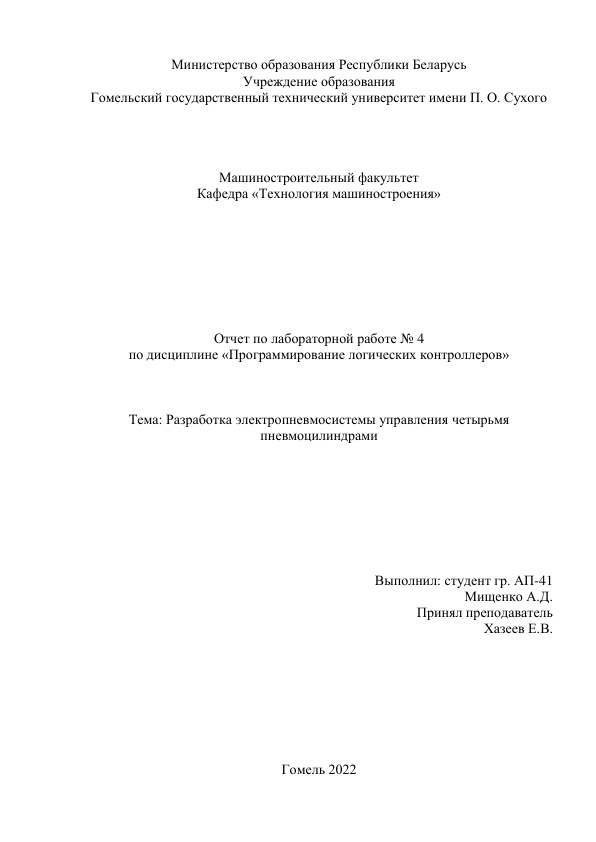 Министерство образования Республики Беларусь
Учреждение образования
Гомельский государственный технический университет имени П. О. Сухого
Машиностроительный факультет
Кафедра «Технология машиностроения»
Отчет по лабораторной работе № 4
по дисциплине «Программирование логических контроллеров»
Тема: Разработка электропневмосистемы управления четырьмя
пневмоцилиндрами
Выполнил: студент гр. АП-41
Мищенко А.Д.
Принял преподаватель
Хазеев Е.В.
Гомель 2022